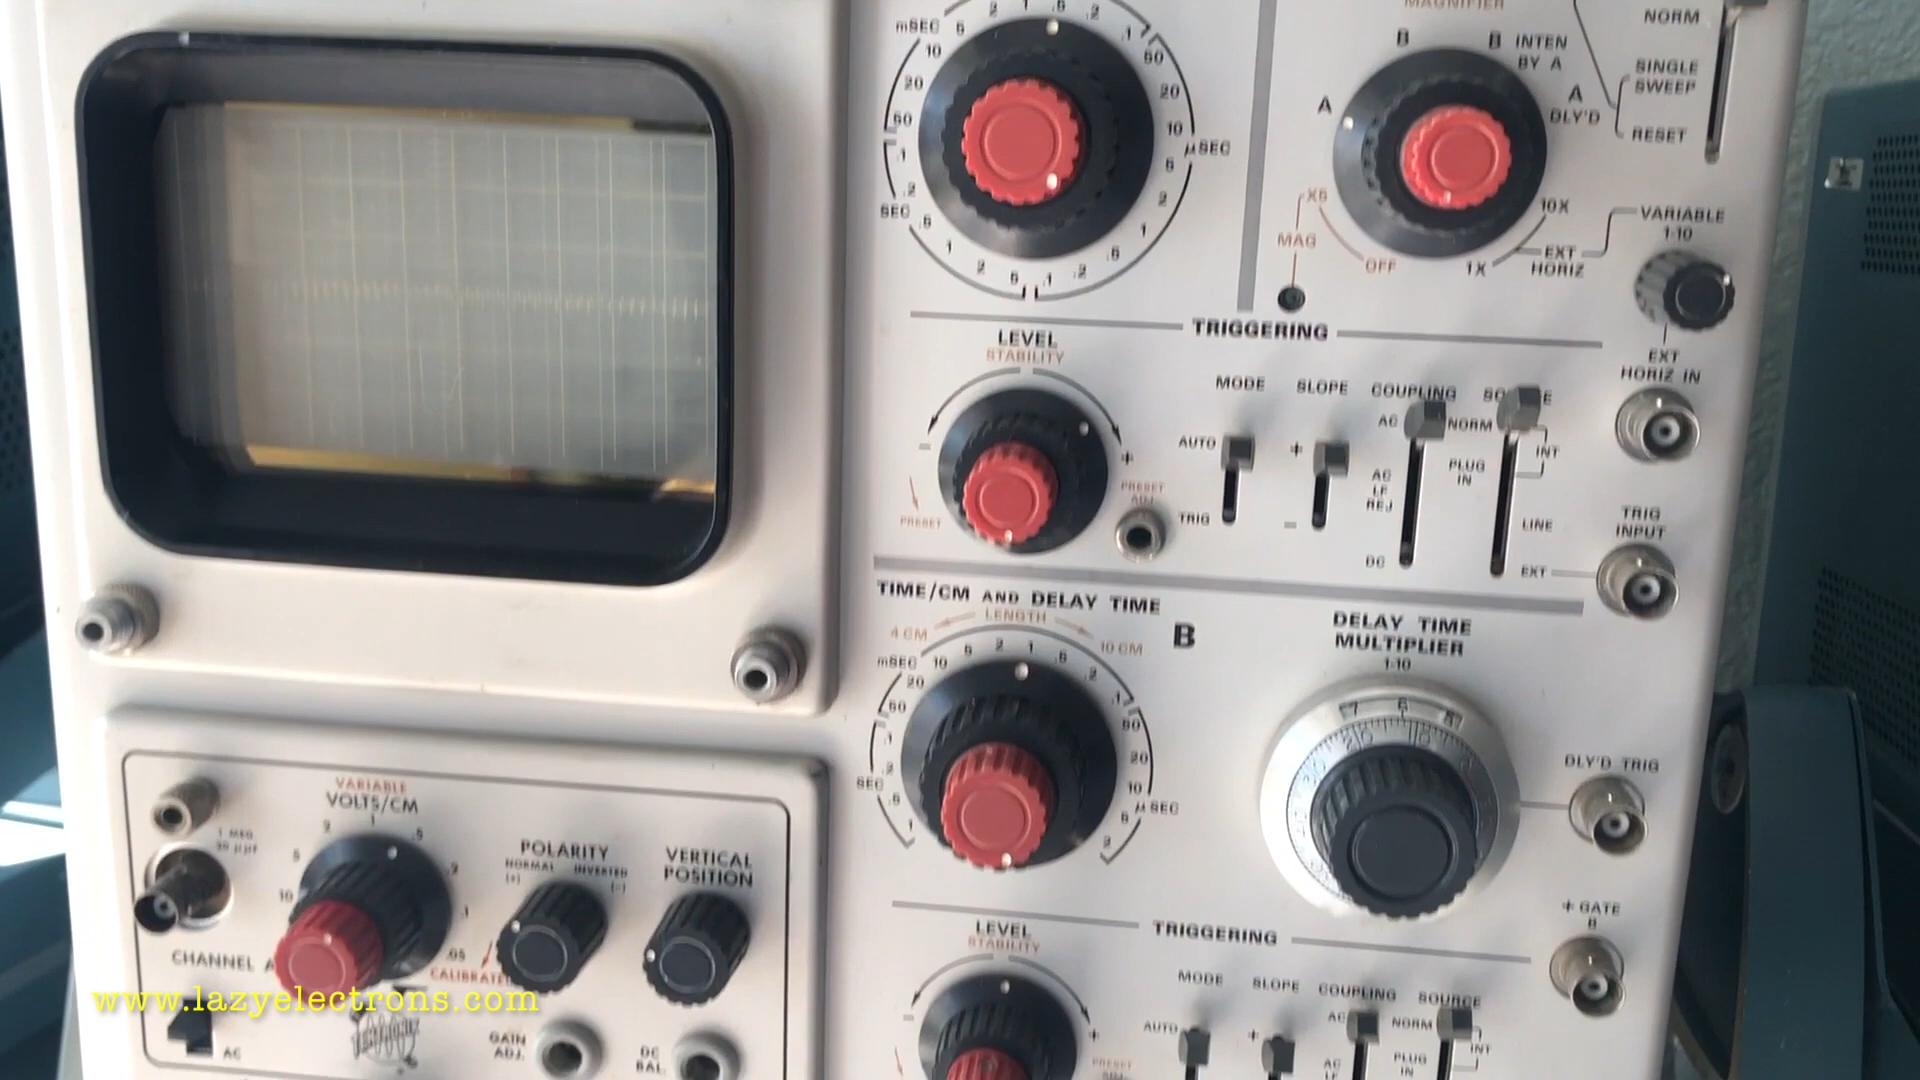 mSEC 5 2 1 .5 .2 .1
10 50
20 20
50 10
µSEC
.1 5
.2 2
SEC .5 1
1 .5
2 .2
5 .1
MAGNIFIER
NORM
B B INTEN
BY A
SINGLE
SWEEP
A A
DLY'D
RESET
X5
10X
VARIABLE
1-10
MAG
OFF
1X
EXT
HORIZ
TRIGGERING
LEVEL
STABILITY
EXT
HORIZ IN
MODE SLOPE COUPLING
AC NORM
AUTO + INT
- +
PLUG
IN
AC
LF
REJ
PRESET
ADJ
PRESET
TRIG - LINE
DC EXT
TRIG
INPUT
TIME/CM AND DELAY TIME
LENGTH
4 CM 10 CM
B
DELAY TIME
MULTIPLIER
1-10
mSEC 10 5 2 1 .5 .2 .1
20 50
50 20
.1 10
.2 µSEC
SEC 5
.5 2
1
DLY'D TRIG
VARIABLE
VOLTS/CM
2 1 .5
5 .2
10 .1
.05
CALIBRATED
1 MEG
POLARITY
NORMAL INVERTED
(+) (-)
VERTICAL
POSITION
CHANNEL A
+ GATE
B
LEVEL
STABILITY
TRIGGERING
MODE SLOPE COUPLING SOURCE
AC NORM
AUTO + INT
- +
PLUG
IN
AC
LF
PRESET
ADJ
www.lazyelectrons.com
AC
GAIN
ADJ.
DC
BAL.